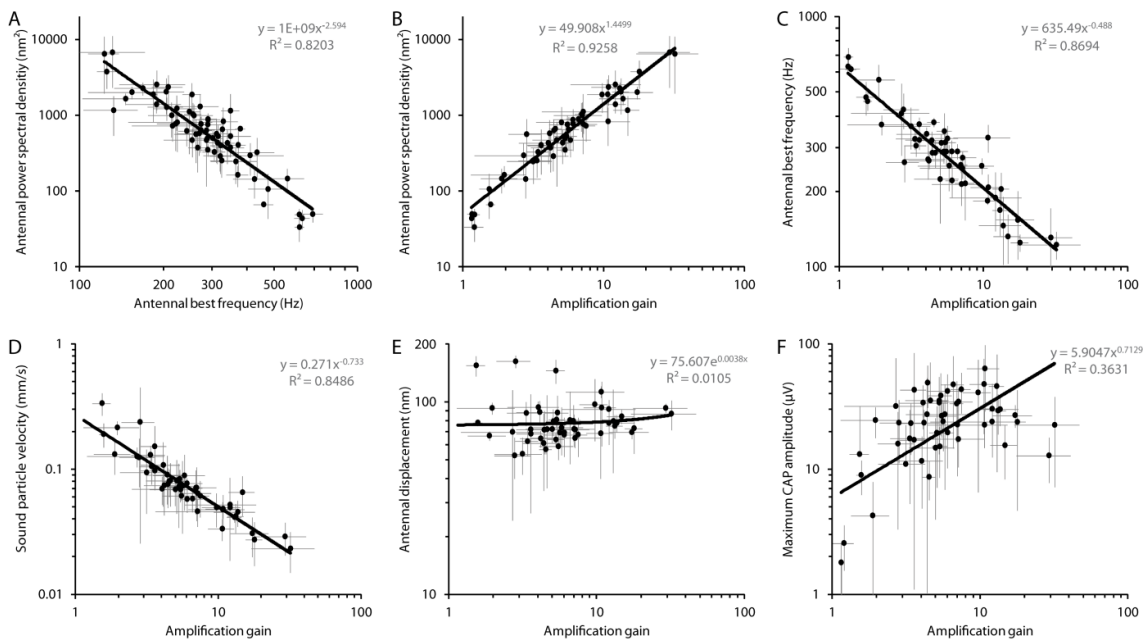 A
y = 1E+09x-2.594
R² = 0.8203
Antennal power spectral densitiy (nm²)
10000
1000
100
10
100
200
300
400
500
1000
Antennal best frequency (Hz)
B
y = 49.908x1.4499
R² = 0.9258
Antennal power spectral densitiy (nm²)
10000
1000
100
10
1
10
100
Amplification gain
C
y = 635.49x-0.488
R² = 0.8694
Antennal best frequency (Hz)
1000
500
300
200
100
1
10
100
Amplification gain
D
y = 0.271x-0.733
R² = 0.8486
Sound particle velocity (mm/s)
1
0.1
0.01
1
10
100
Amplification gain
E
y = 75.607e0.0038x
R² = 0.0105
Antennal displacement (nm)
200
100
10
1
10
100
Amplification gain
F
y = 5.9047x0.7129
R² = 0.3631
Maximum CAP amplitude (µV)
100
10
1
1
10
100
Amplification gain